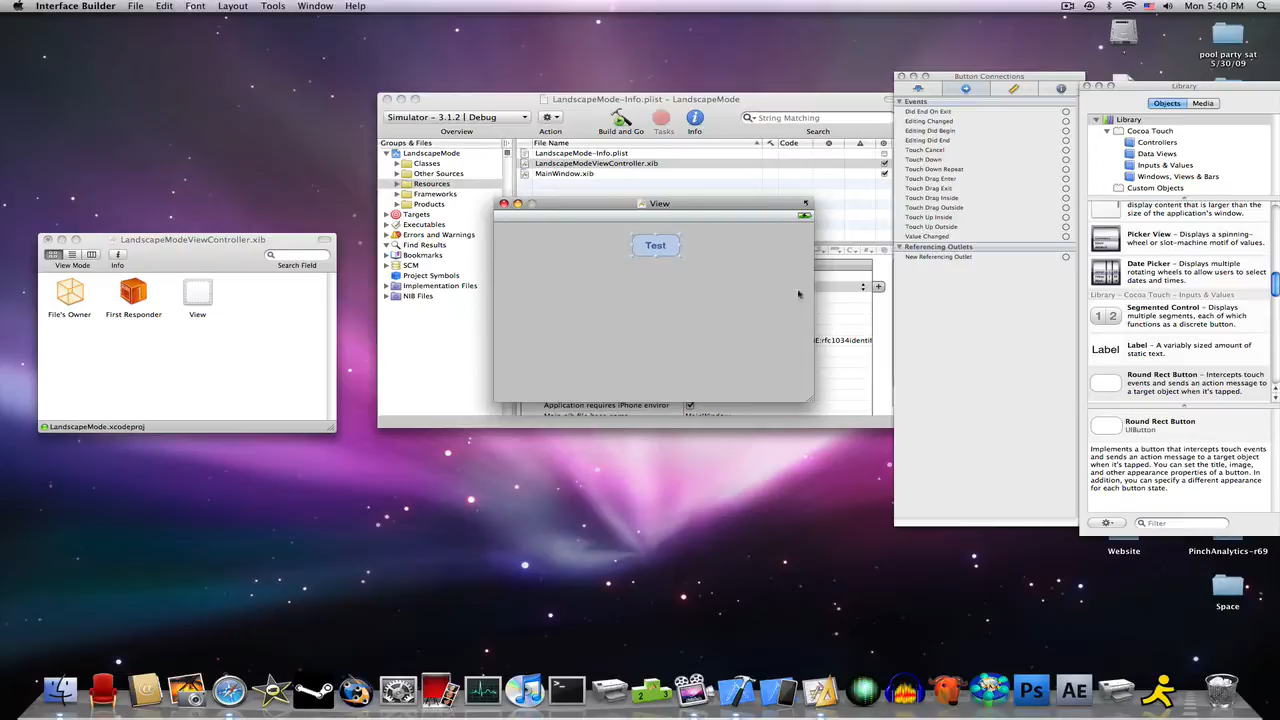 Interface Builder File Edit Font Layout Tools Window Help
Mon 5:40 PM
pool party sat
5/30/09
LandscapeMode-Info.plist – LandscapeMode
Simulator - 3.1.2 | Debug
Overview
Action
Build and Go
Tasks
Info
String Matching
Search
Groups & Files
LandscapeMode
Classes
Other Sources
Resources
Frameworks
Products
Targets
Executables
Errors and Warnings
Find Results
Bookmarks
SCM
Project Symbols
Implementation Files
NIB Files
File Name
Code
LandscapeMode-Info.plist
LandscapeModeViewController.xib
MainWindow.xib
View
Test
E:rfc1034identif
Application requires iPhone enviror
LandscapeModeViewController.xib
View Mode
Info
Search Field
File's Owner
First Responder
View
LandscapeMode.xcodeproj
Button Connections
Events
Did End On Exit
Editing Changed
Editing Did Begin
Editing Did End
Touch Cancel
Touch Down
Touch Down Repeat
Touch Drag Enter
Touch Drag Exit
Touch Drag Inside
Touch Drag Outside
Touch Up Inside
Touch Up Outside
Value Changed
Referencing Outlets
New Referencing Outlet
Library
Objects Media
Library
Cocoa Touch
Controllers
Data Views
Inputs & Values
Windows, Views & Bars
Custom Objects
display content that is larger than the
size of the application's window.
Picker View – Displays a spinning-
wheel or slot-machine motif of values.
Date Picker – Displays multiple
rotating wheels to allow users to select
dates and times.
Library – Cocoa Touch – Inputs & Values
1 2
Segmented Control – Displays
multiple segments, each of which
functions as a discrete button.
Label
Label – A variably sized amount of
static text.
Round Rect Button – Intercepts touch
events and sends an action message to
a target object when it's tapped.
Round Rect Button
UIButton
Implements a button that intercepts touch events
and sends an action message to a target object
when it's tapped. You can set the title, image,
and other appearance properties of a button. In
addition, you can specify a different appearance
for each button state.
Filter
Website
PinchAnalytics-r69
Space
Ps
AE